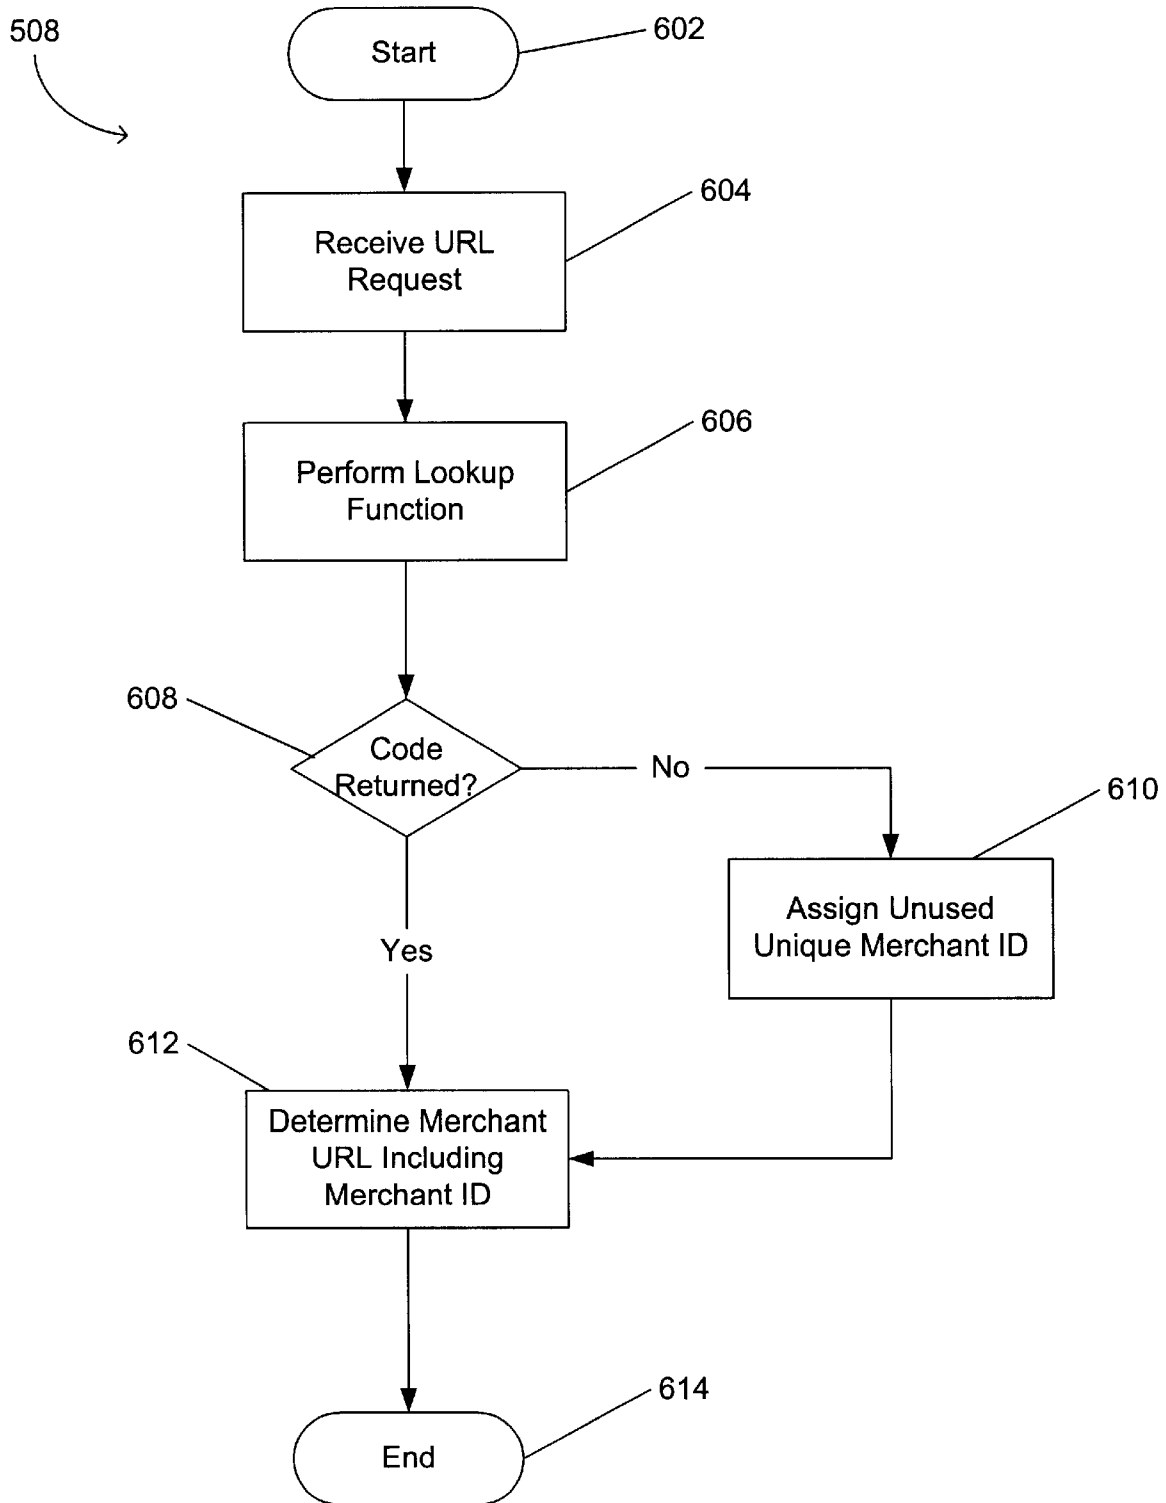 508
Start
602
604
Receive URL
Request
606
Perform Lookup
Function
608
Code
Returned?
No
610
Assign Unused
Unique Merchant ID
Yes
612
Determine Merchant
URL Including
Merchant ID
614
End